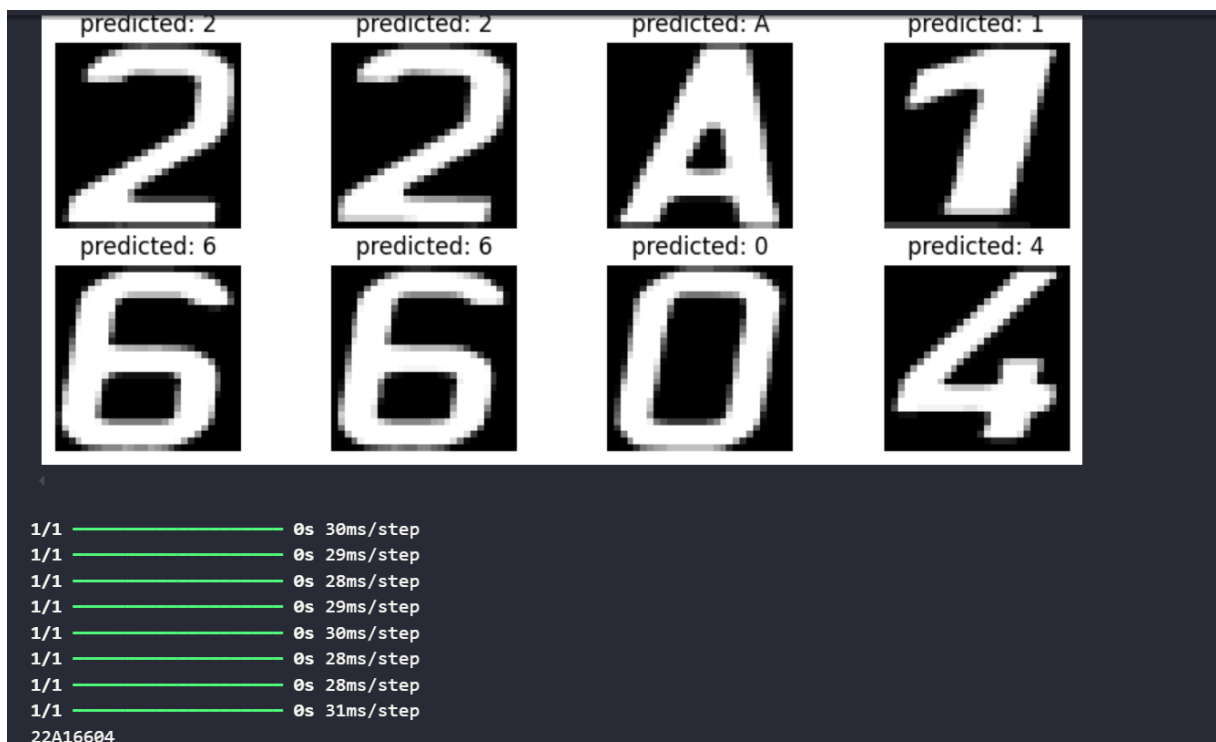 predicted: 2 predicted: 2 predicted: A predicted: 1
2 2 A 1
predicted: 6 predicted: 6 predicted: 0 predicted: 4
6 6 0 4
1/1 ━━━━━━━━━━━━━━━━━━━━ 0s 30ms/step
1/1 ━━━━━━━━━━━━━━━━━━━━ 0s 29ms/step
1/1 ━━━━━━━━━━━━━━━━━━━━ 0s 28ms/step
1/1 ━━━━━━━━━━━━━━━━━━━━ 0s 29ms/step
1/1 ━━━━━━━━━━━━━━━━━━━━ 0s 30ms/step
1/1 ━━━━━━━━━━━━━━━━━━━━ 0s 28ms/step
1/1 ━━━━━━━━━━━━━━━━━━━━ 0s 28ms/step
1/1 ━━━━━━━━━━━━━━━━━━━━ 0s 31ms/step
22A16604